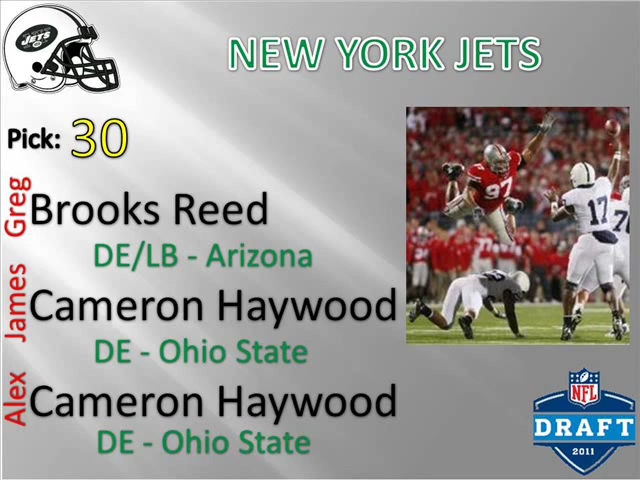 JETS
NEW YORK JETS
Pick: 30
Greg
Brooks Reed
DE/LB - Arizona
James
Cameron Haywood
DE - Ohio State
Alex
Cameron Haywood
DE - Ohio State
97
17
7
NFL
DRAFT
2011